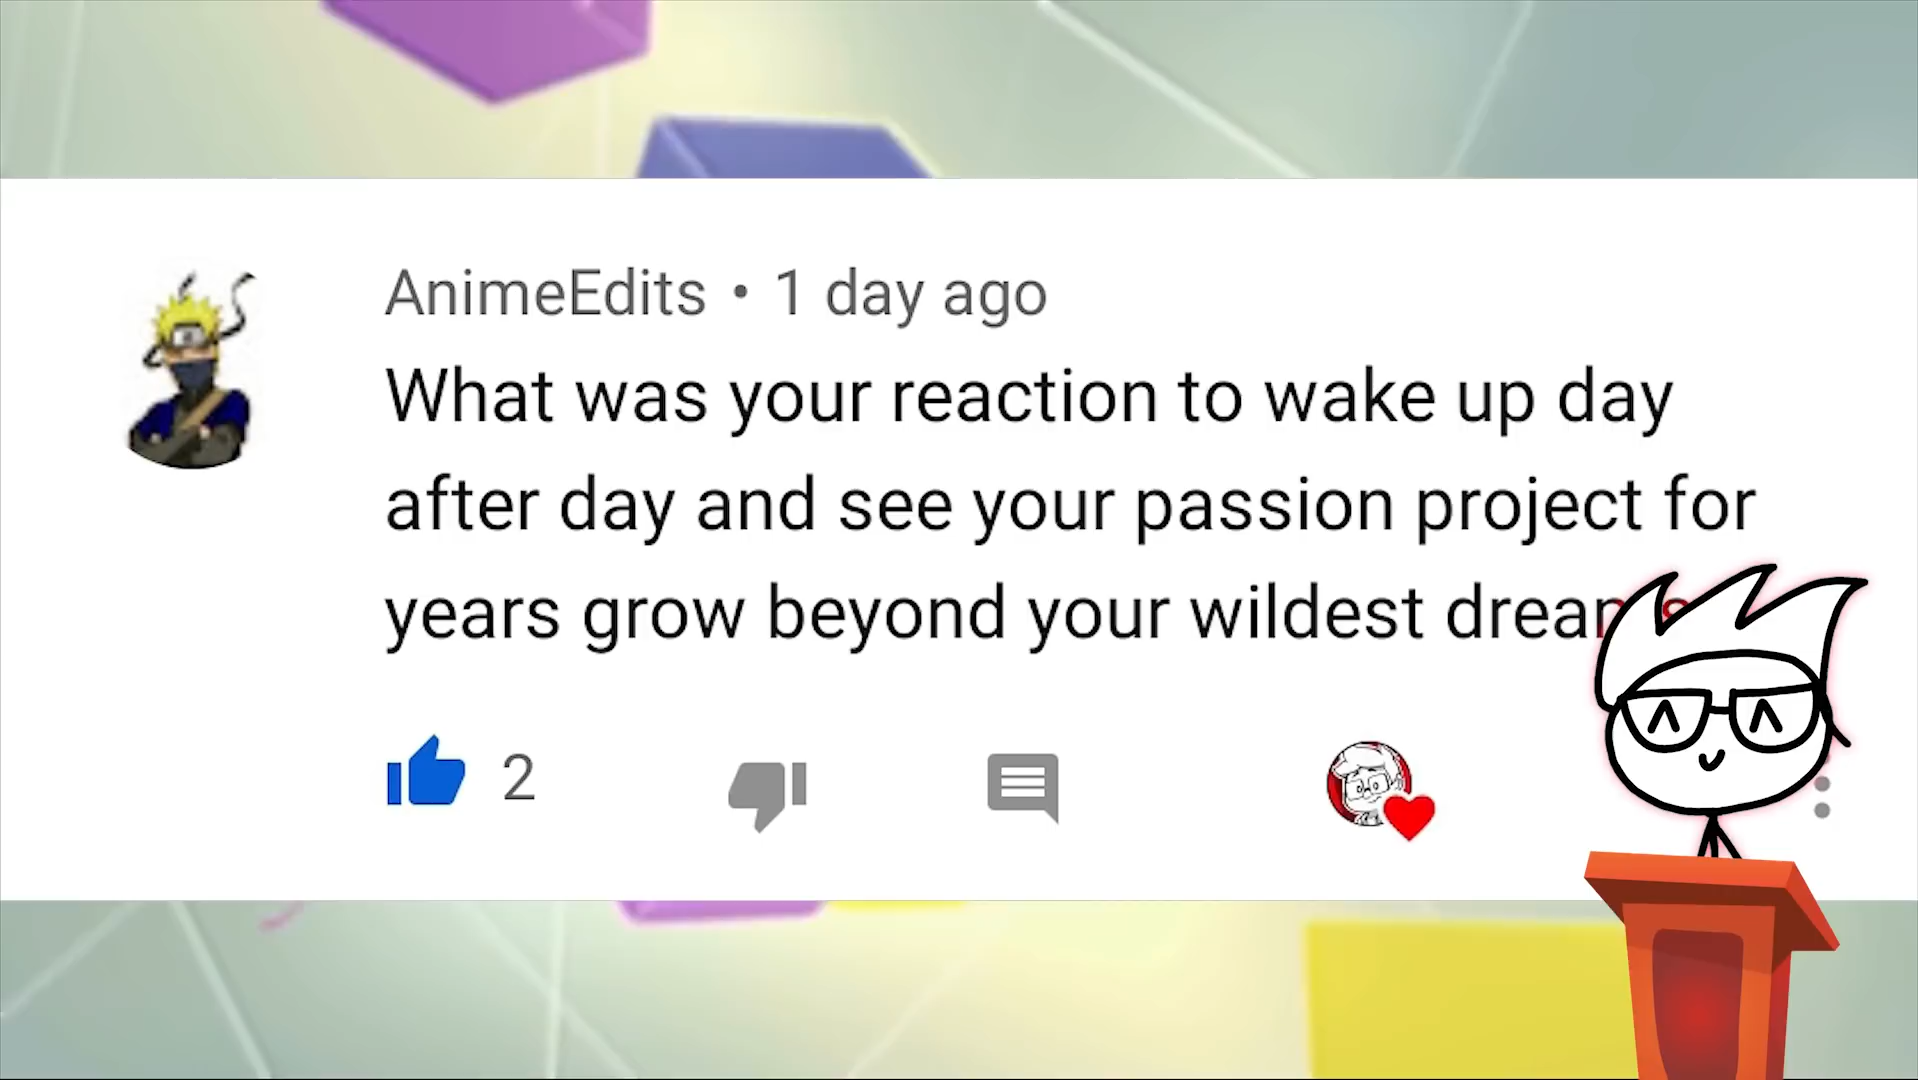 AnimeEdits • 1 day ago
What was your reaction to wake up day
after day and see your passion project for
years grow beyond your wildest dreams
2